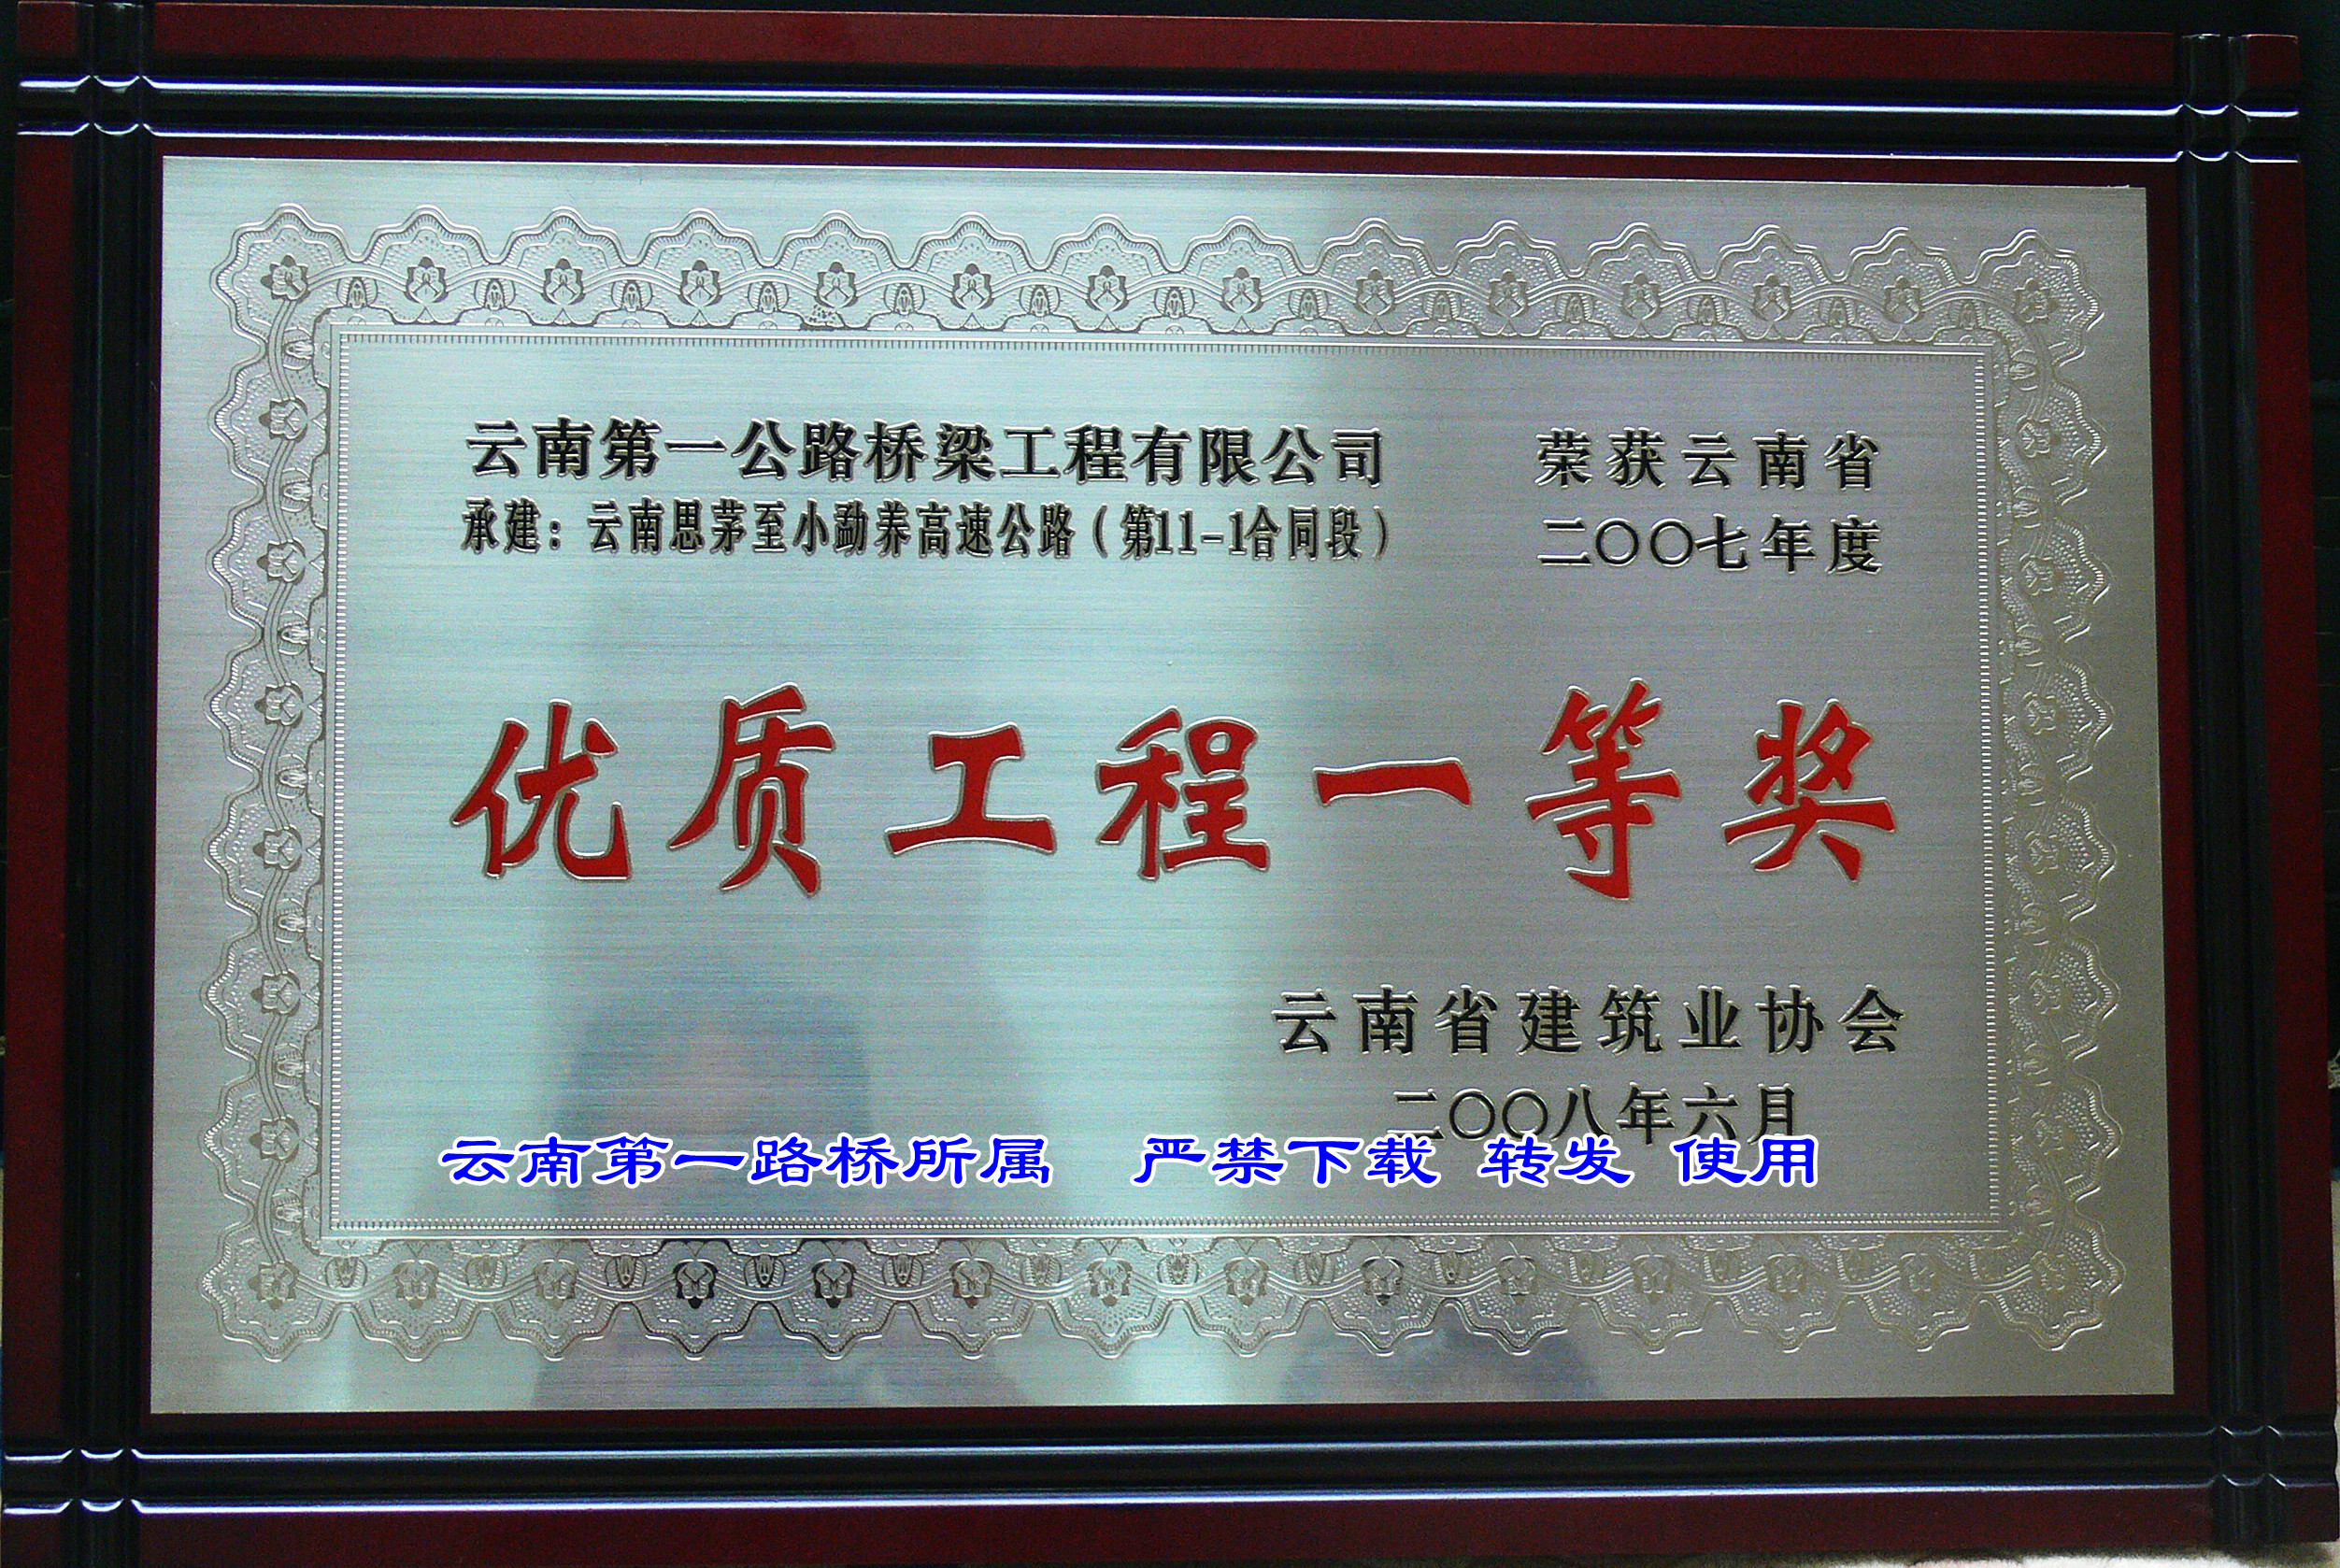 云南第一公路桥梁工程有限公司 荣获云南省
承建：云南思茅至小勐养高速公路（第11-1合同段） 二〇〇七年度
优质工程一等奖
云南省建筑业协会
二〇〇八年六月
云南第一路桥所属 严禁下载 转发 使用